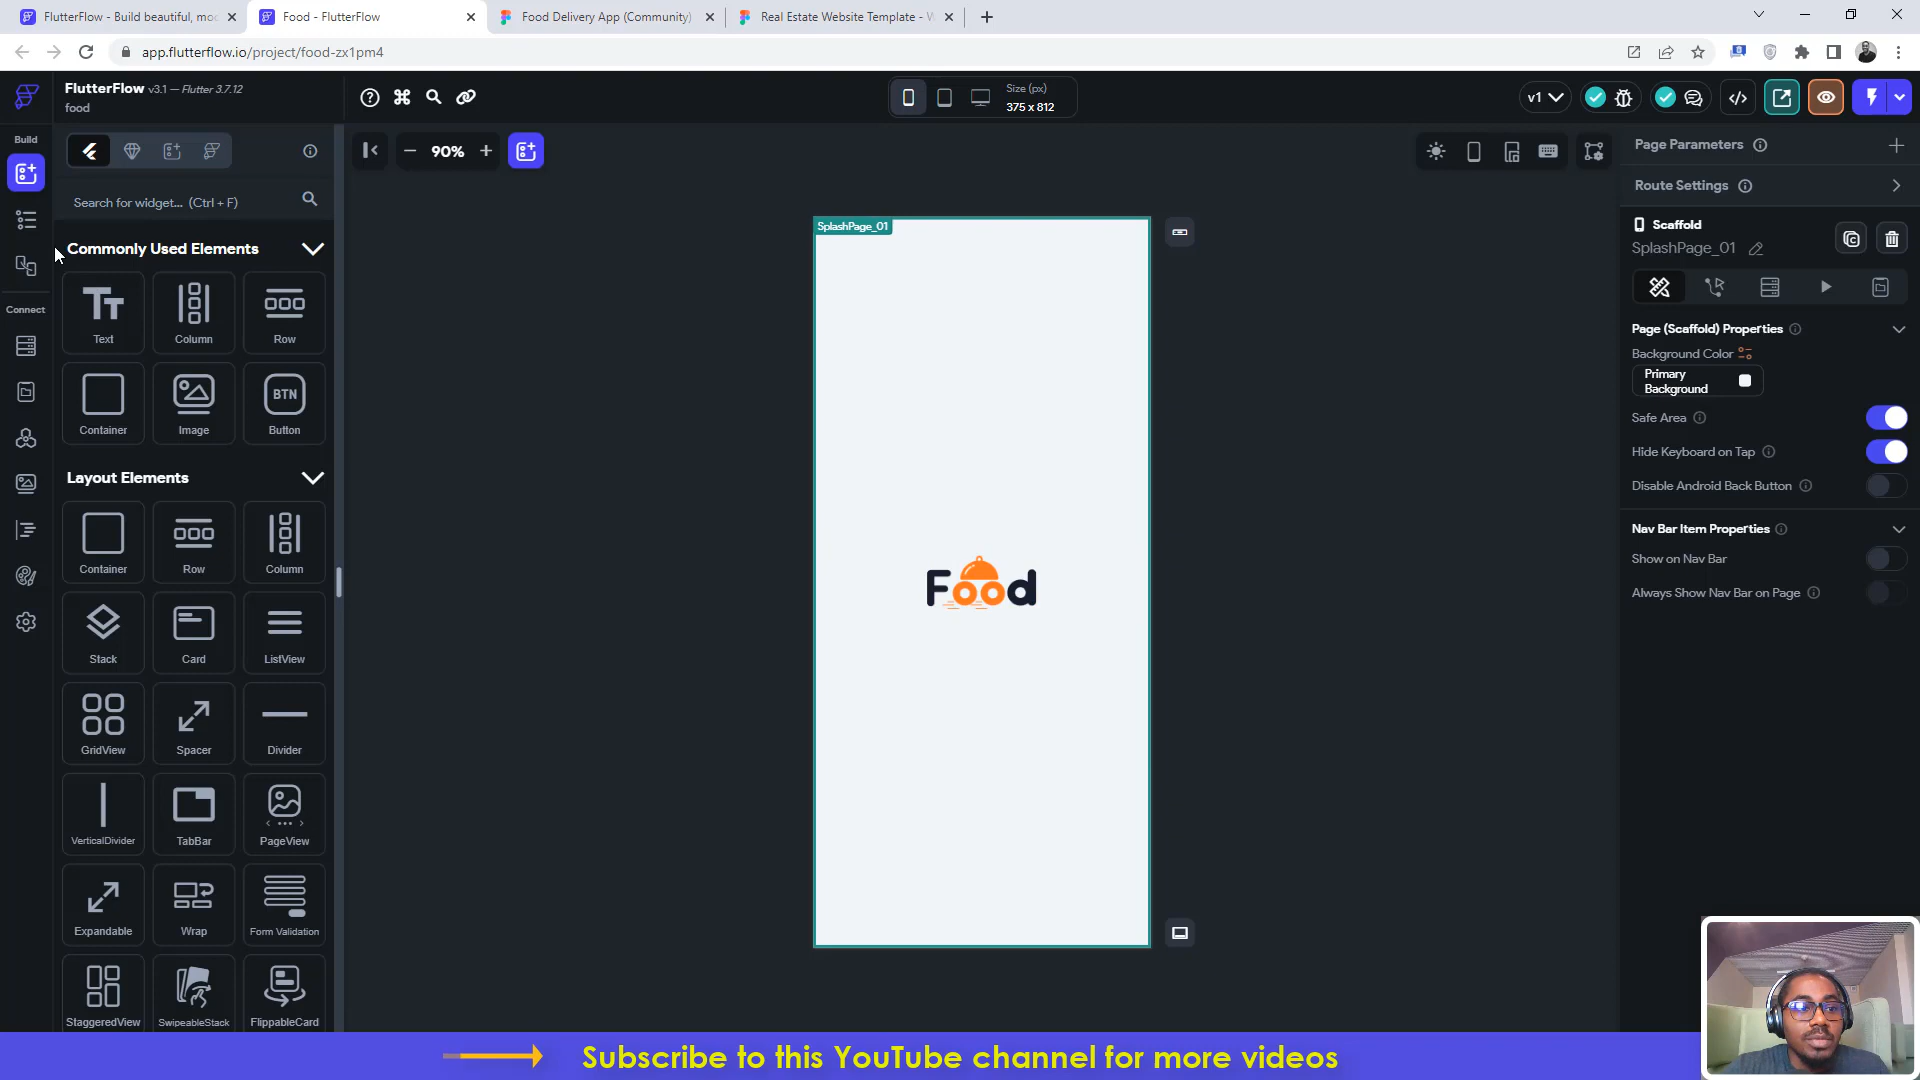 FlutterFlow - Build beautiful, mo
Food - FlutterFlow
Food Delivery App (Community)
Real Estate Website Template - W
app.flutterflow.io/project/food-zx1pm4
FlutterFlow v3.1 — Flutter 3.7.12
food
Size (px)
375 x 812
v1
Build
90%
Page Parameters
Search for widget... (Ctrl + F)
Route Settings
SplashPage_01
Scaffold
SplashPage_01
Commonly Used Elements
Connect
Text
Column
Row
Page (Scaffold) Properties
Background Color
Primary
Background
BTN
Container
Image
Button
Safe Area
Hide Keyboard on Tap
Layout Elements
Disable Android Back Button
Nav Bar Item Properties
Container
Row
Column
Show on Nav Bar
Food
Always Show Nav Bar on Page
Stack
Card
ListView
GridView
Spacer
Divider
VerticalDivider
TabBar
PageView
Expandable
Wrap
Form Validation
StaggeredView
SwipeableStack
FlippableCard
Subscribe to this YouTube channel for more videos